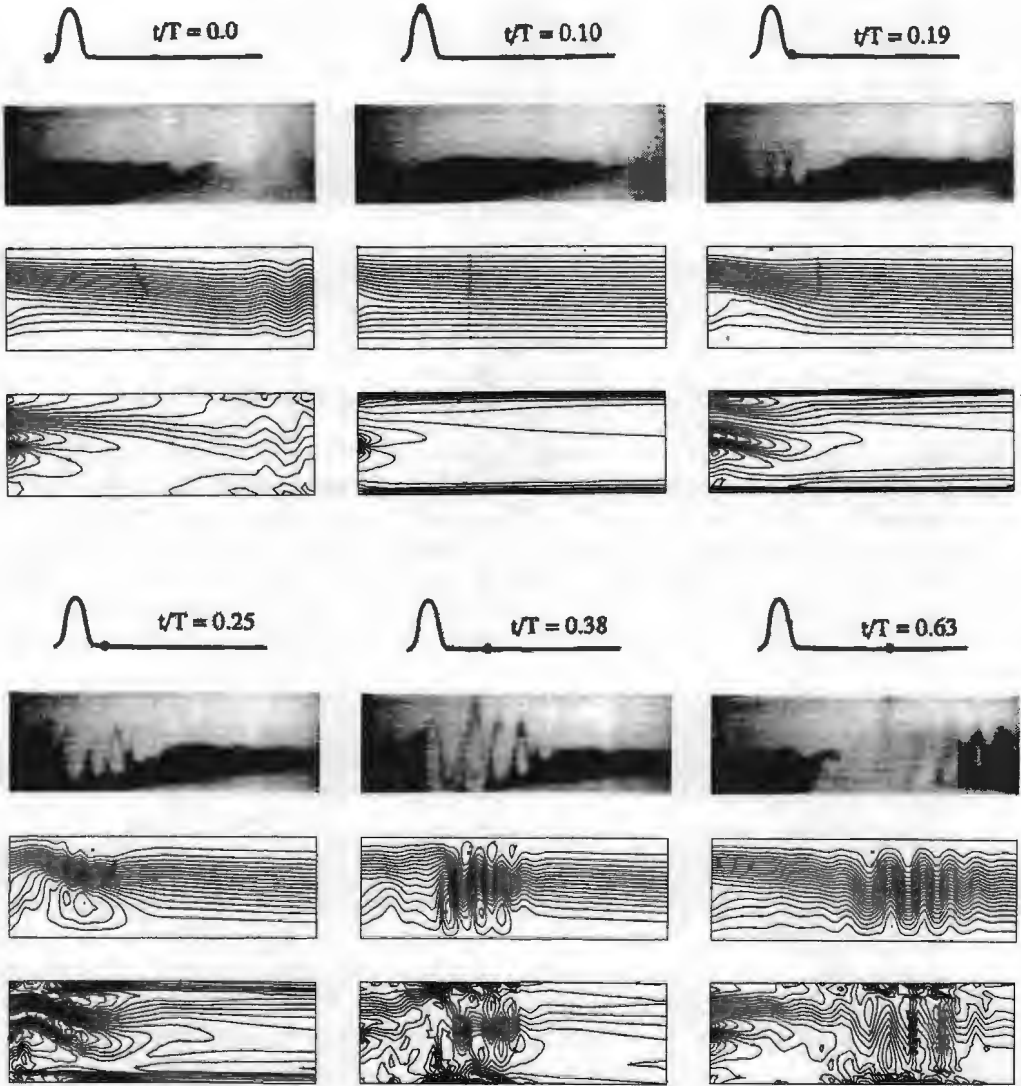 t/T = 0.0
t/T = 0.10
t/T = 0.19
t/T = 0.25
t/T = 0.38
t/T = 0.63